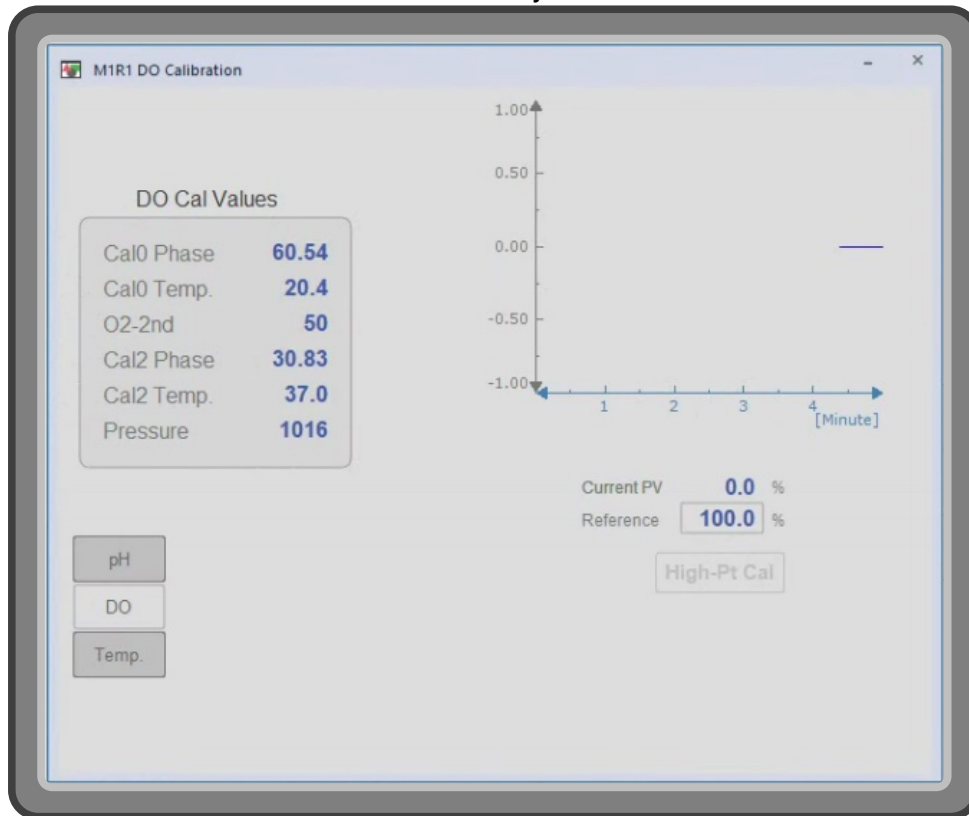 M1R1 DO Calibration
DO Cal Values
Cal0 Phase 60.54
Cal0 Temp. 20.4
O2-2nd 50
Cal2 Phase 30.83
Cal2 Temp. 37.0
Pressure 1016
pH
DO
Temp.
1.00
0.50
0.00
-0.50
-1.00
1 2 3 4
[Minute]
Current PV 0.0 %
Reference 100.0 %
High-Pt Cal